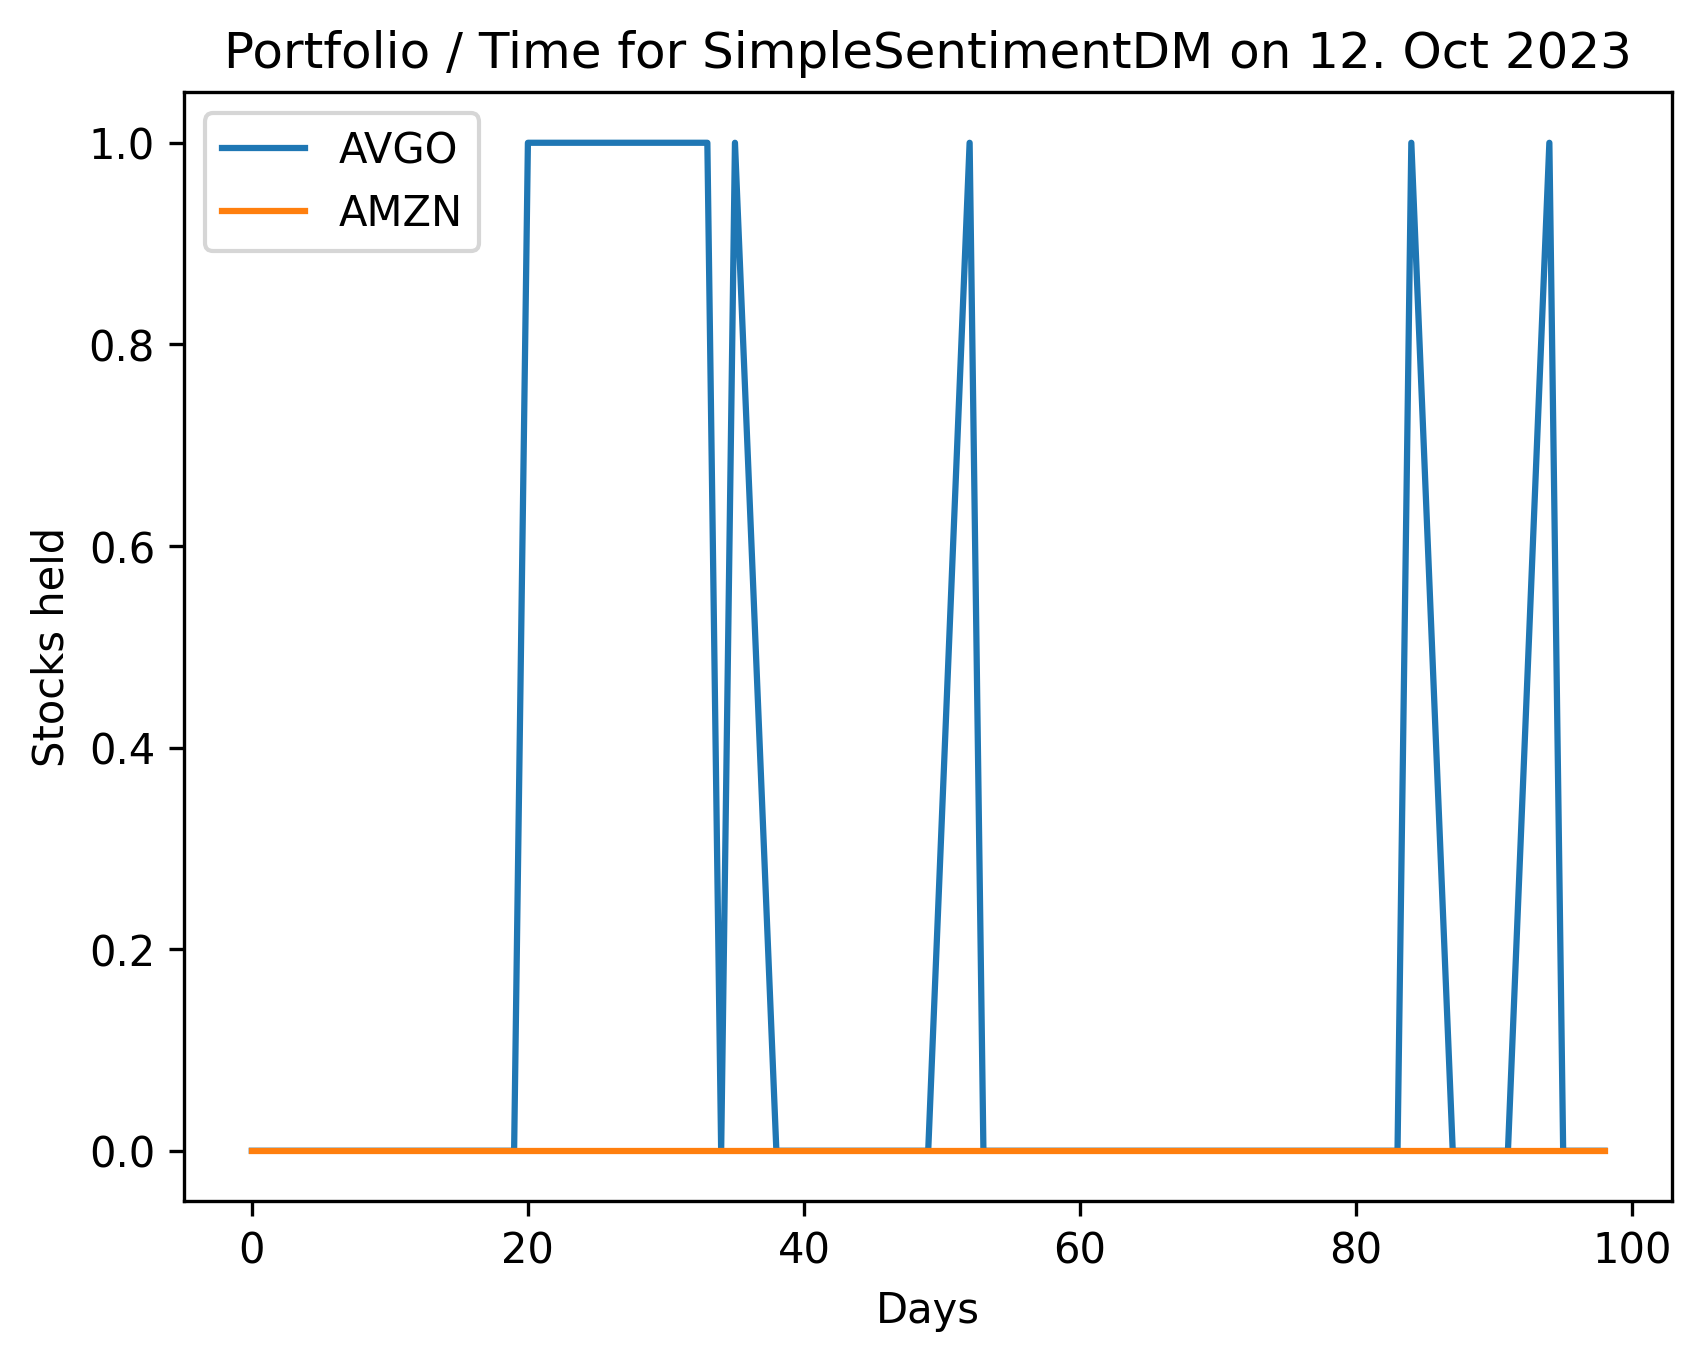 Portfolio / Time for SimpleSentimentDM on 12. Oct 2023
AVGO
AMZN
1.0
0.8
0.6
0.4
0.2
0.0
Stocks held
0 20 40 60 80 100
Days